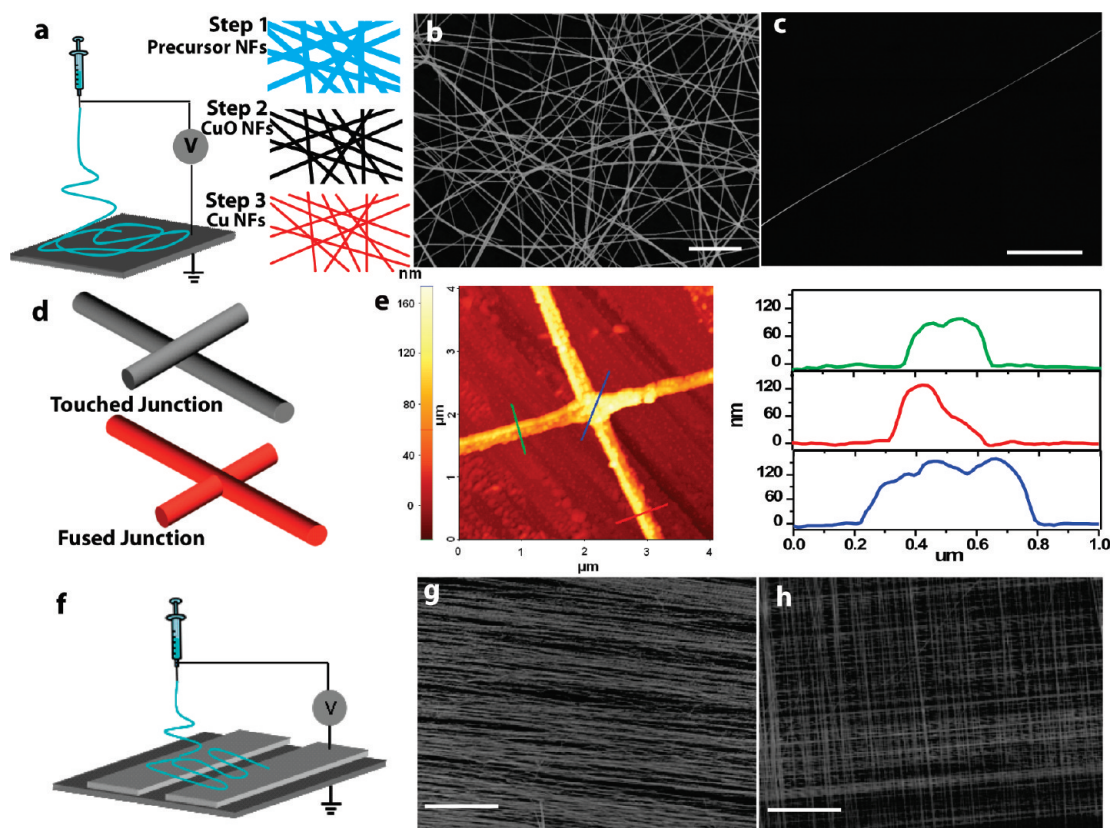 a
Step 1
Precursor NFs
Step 2
CuO NFs
Step 3
Cu NFs
V
b
c
d
Touched Junction
Fused Junction
e
nm
160
120
80
40
0
4
3
2
1
0
µm
0
1
2
3
4
µm
120
60
0
120
60
0
120
60
0
nm
0.0
0.2
0.4
0.6
0.8
1.0
um
f
V
g
h